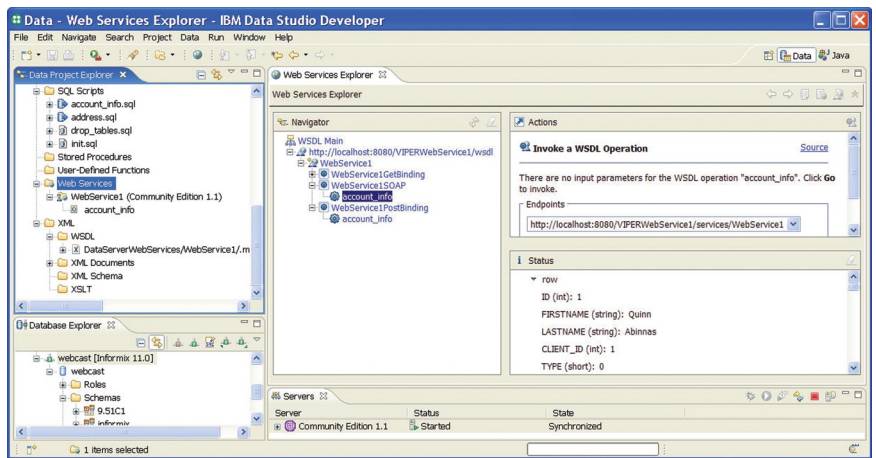 Data - Web Services Explorer - IBM Data Studio Developer
File Edit Navigate Search Project Data Run Window Help
Data Java
Data Project Explorer
SQL Scripts
account_info.sql
address.sql
drop_tables.sql
init.sql
Stored Procedures
User-Defined Functions
Web Services
WebService1 (Community Edition 1.1)
account_info
XML
WSDL
DataServerWebServices/WebService1/.m
XML Documents
XML Schema
XSLT
Database Explorer
webcast [Informix 11.0]
webcast
Roles
Schemas
9.51C1
informix
Web Services Explorer
Web Services Explorer
Navigator
WSDL Main
http://localhost:8080/VIPERWebService1/wsdl
WebService1
WebService1GetBinding
WebService1SOAP
account_info
WebService1PostBinding
account_info
Actions
Invoke a WSDL Operation Source
There are no input parameters for the WSDL operation "account_info". Click Go
to invoke.
Endpoints
http://localhost:8080/VIPERWebService1/services/WebService1
Status
row
ID (int): 1
FIRSTNAME (string): Quinn
LASTNAME (string): Abinnas
CLIENT_ID (int): 1
TYPE (short): 0
Servers
Server Status State
Community Edition 1.1 Started Synchronized
1 items selected